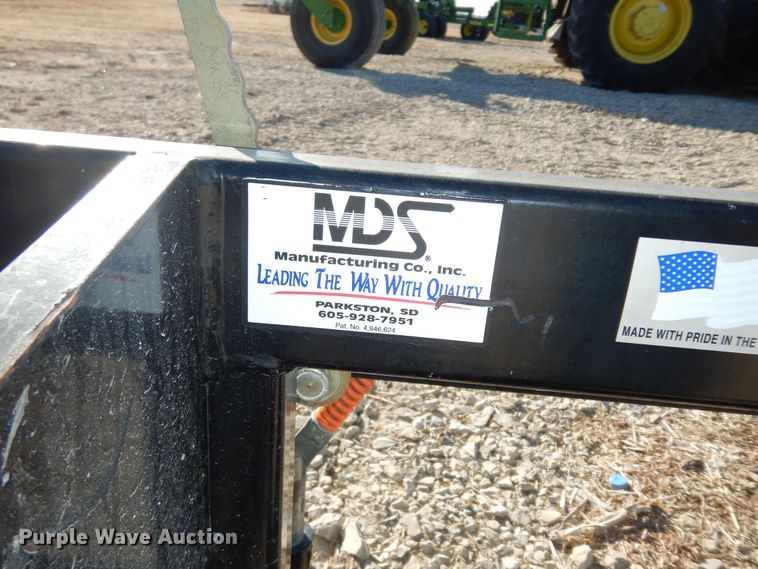 MDS®
Manufacturing Co., Inc.
LEADING THE WAY WITH QUALITY
PARKSTON, SD
605-928-7951
Pat. No. 4,846,624
MADE WITH PRIDE IN THE
Purple Wave Auction®